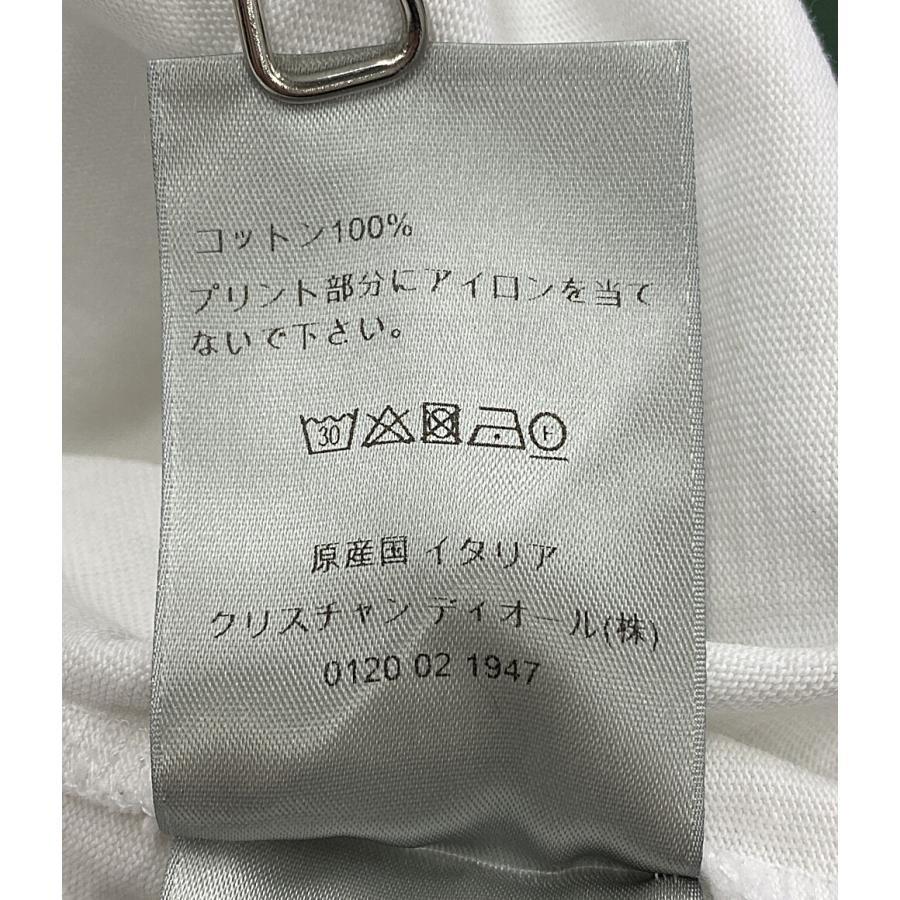 コットン100%
プリント部分にアイロンを当て
ないで下さい。
30 F
原産国 イタリア
クリスチャン ディオール(株)
0120 02 1947